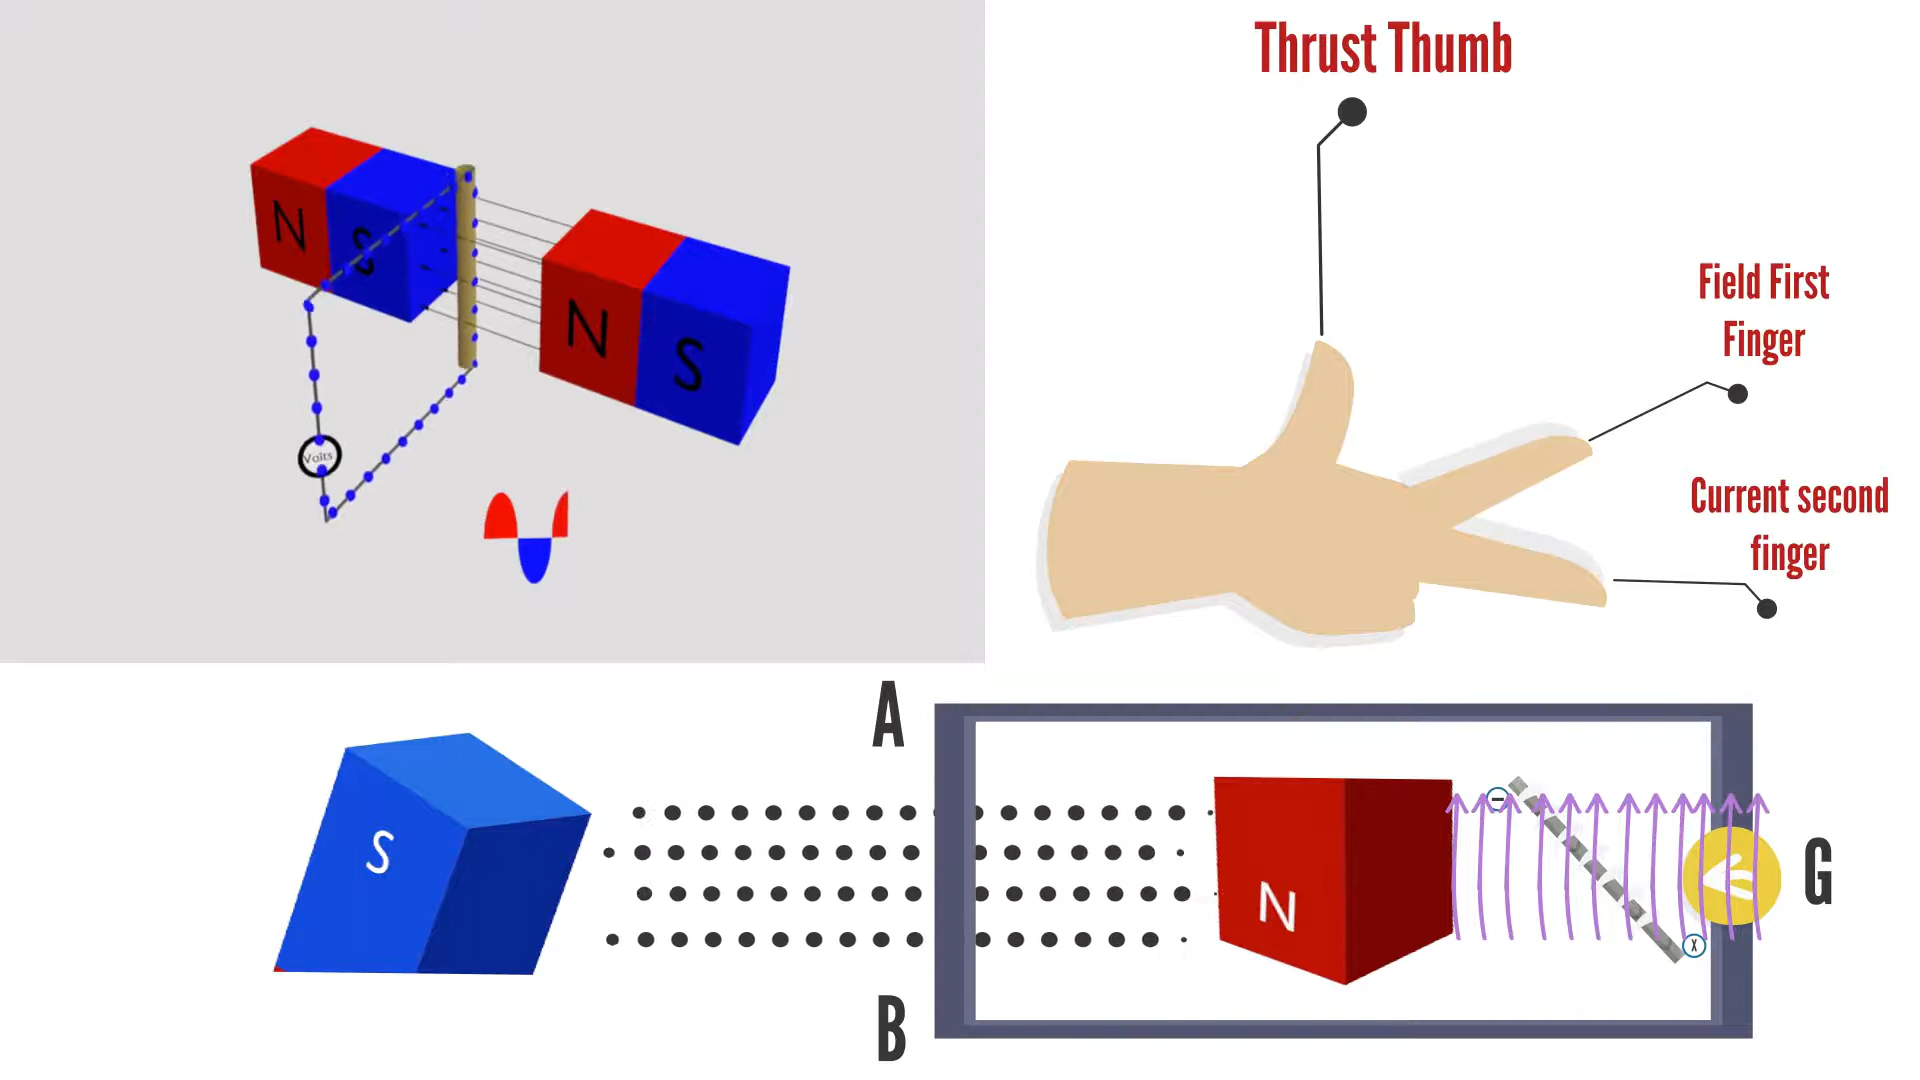 Thrust Thumb
Field First
Finger
Current second
finger
N
S
N
S
Volts
A
S
N
G
B
X